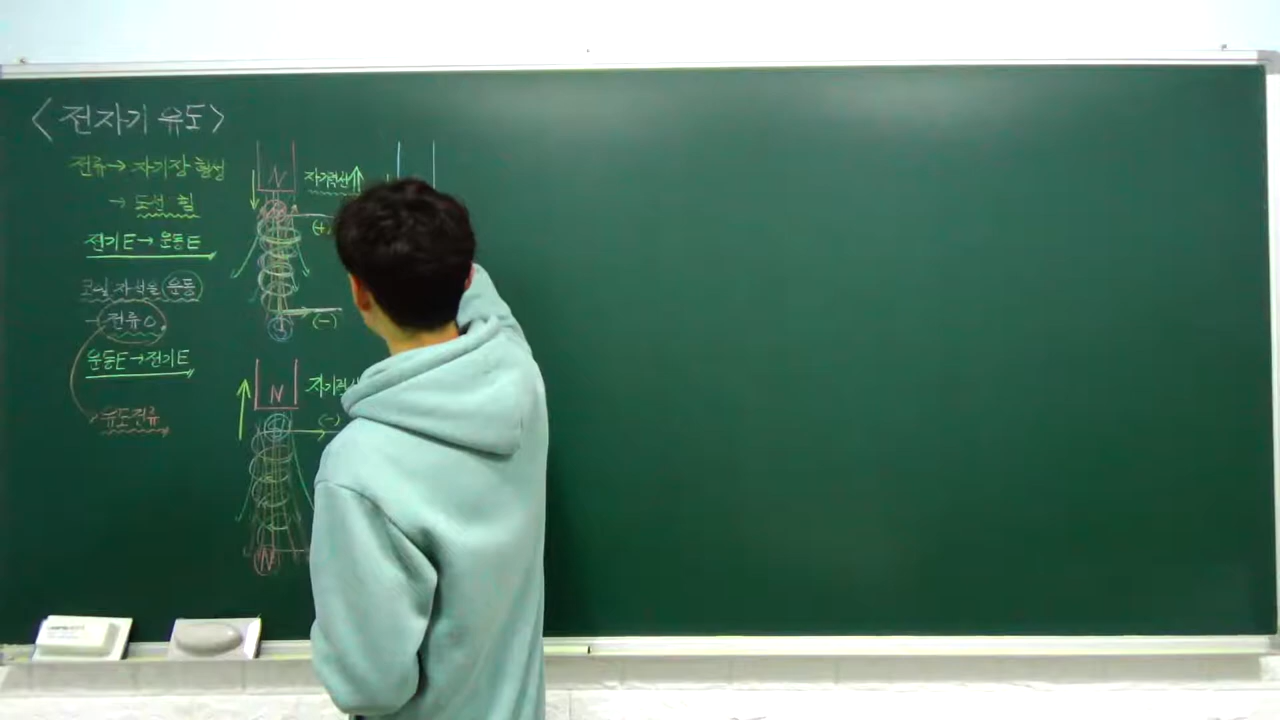 <전자기 유도>
전류→ 자기장 형성
→ 도선 힘
전기E→ 운동E
코일, 자석을 운동
→ 전류O.
운동E→전기E
유도전류
N
자기력선↑
(+)
(-)
N
자기력선
(-)
N